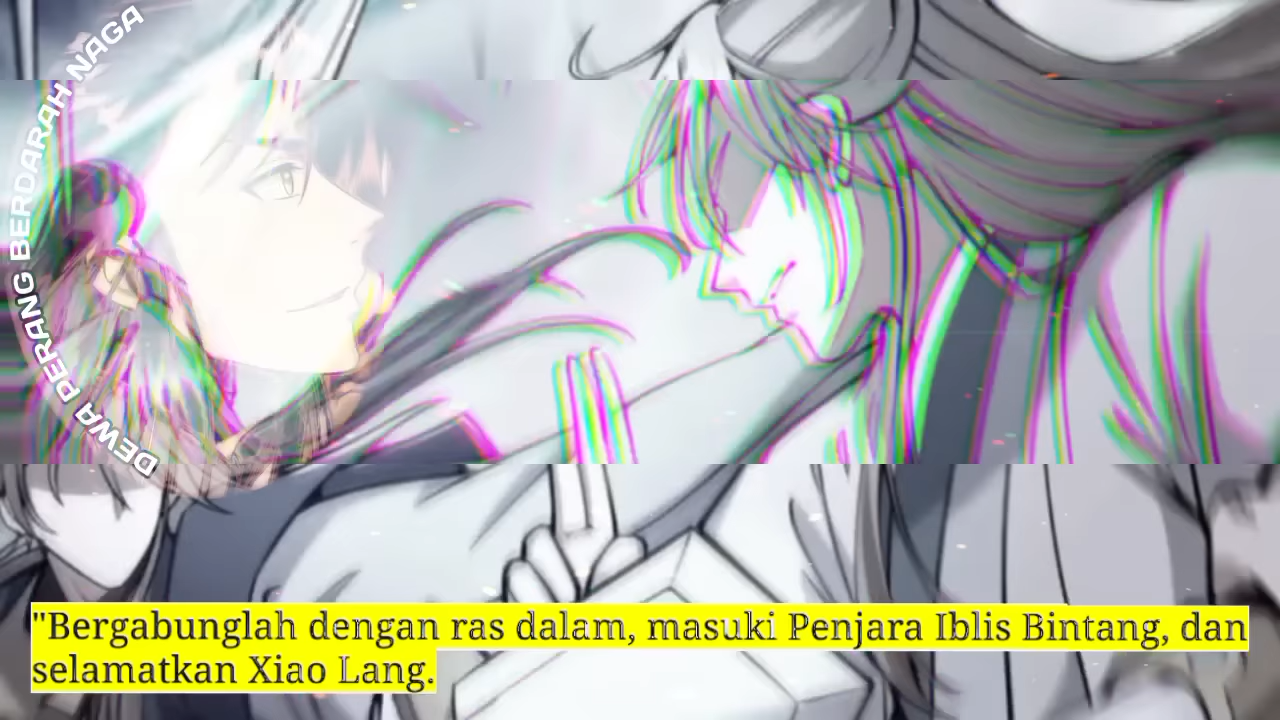 DEWA PERANG BERDARAH NAGA
"Bergabunglah dengan ras dalam, masuki Penjara Iblis Bintang, dan
selamatkan Xiao Lang.